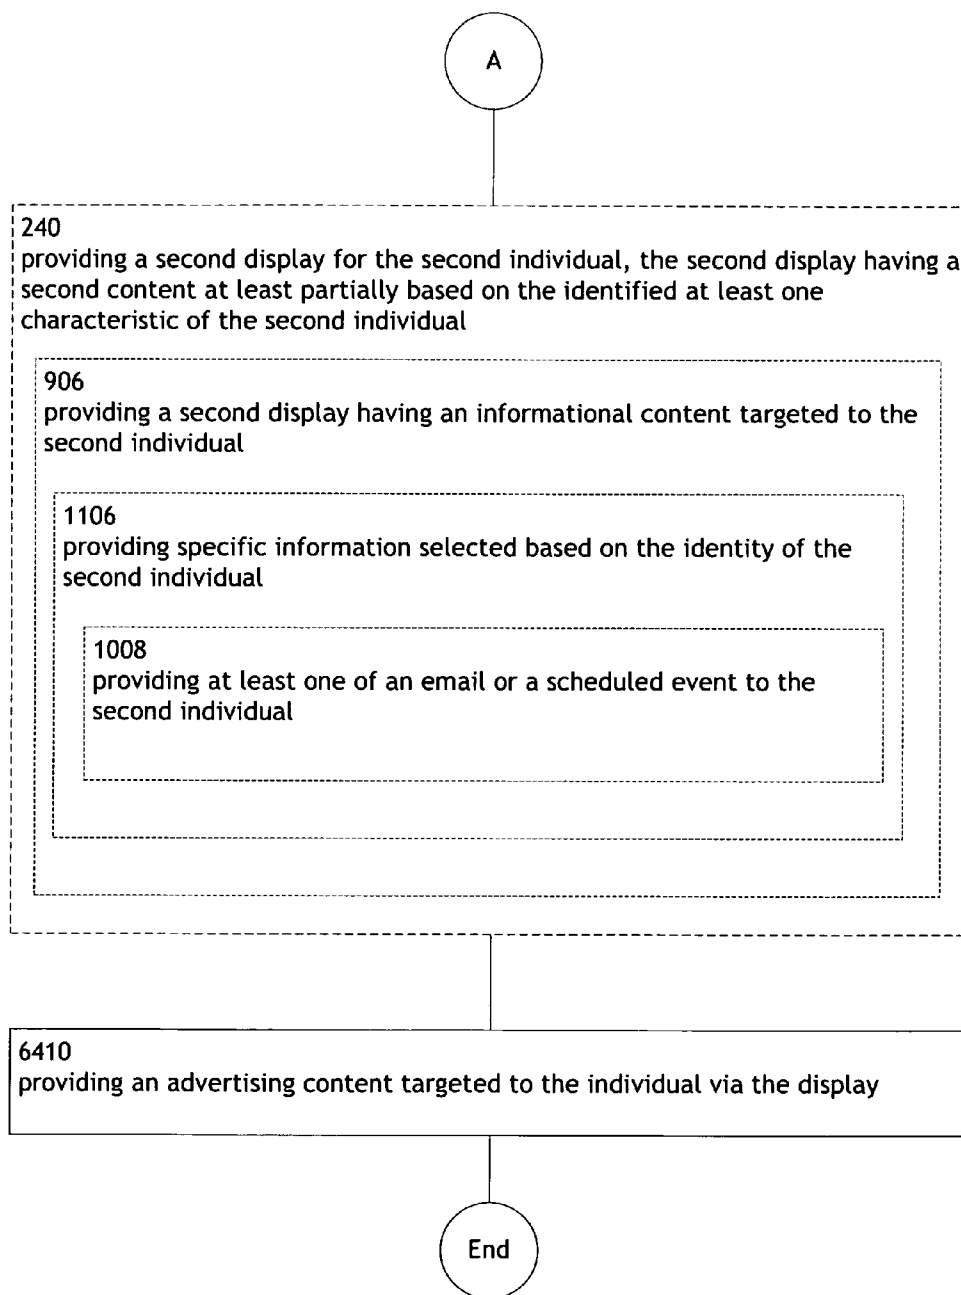 A
240
providing a second display for the second individual, the second display having a
second content at least partially based on the identified at least one
characteristic of the second individual
906
providing a second display having an informational content targeted to the
second individual
1106
providing specific information selected based on the identity of the
second individual
1008
providing at least one of an email or a scheduled event to the
second individual
6410
providing an advertising content targeted to the individual via the display
End